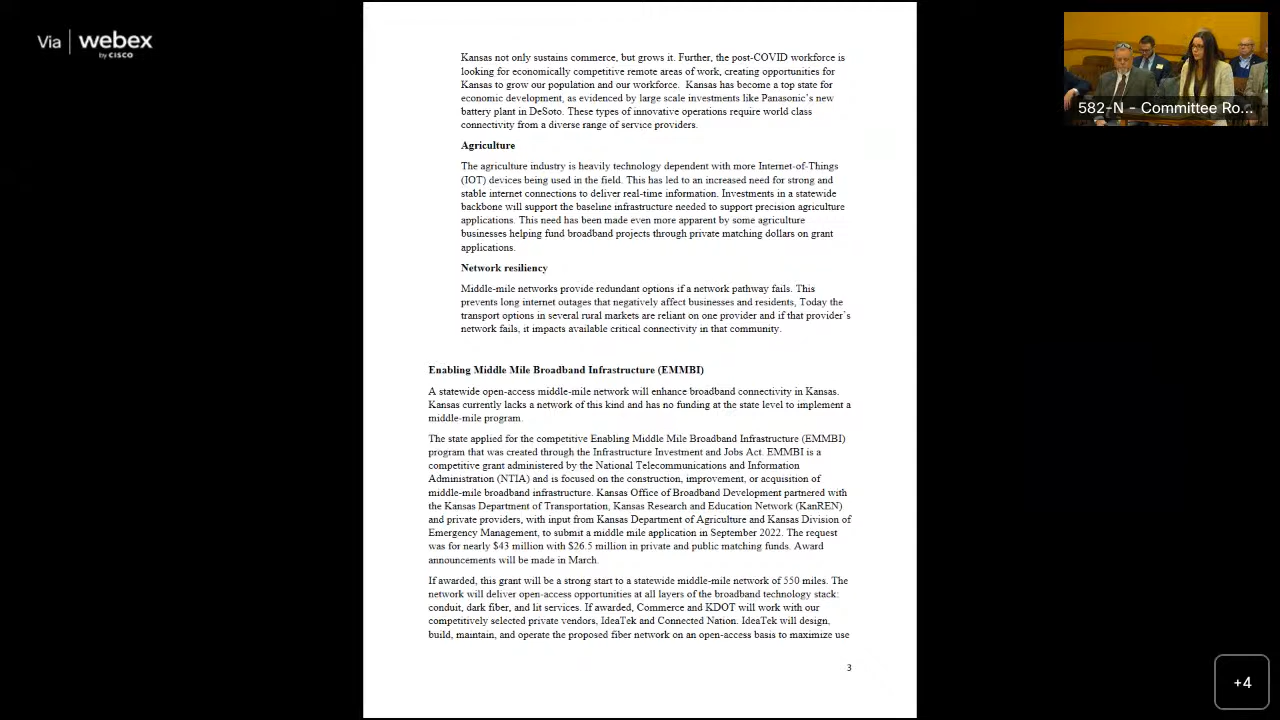 Via webex
by CISCO
582-N - Committee Ro...
Kansas not only sustains commerce, but grows it. Further, the post-COVID workforce is
looking for economically competitive remote areas of work, creating opportunities for
Kansas to grow our population and our workforce. Kansas has become a top state for
economic development, as evidenced by large scale investments like Panasonic's new
battery plant in DeSoto. These types of innovative operations require world class
connectivity from a diverse range of service providers.
Agriculture
The agriculture industry is heavily technology dependent with more Internet-of-Things
(IOT) devices being used in the field. This has led to an increased need for strong and
stable internet connections to deliver real-time information. Investments in a statewide
backbone will support the baseline infrastructure needed to support precision agriculture
applications. This need has been made even more apparent by some agriculture
businesses helping fund broadband projects through private matching dollars on grant
applications.
Network resiliency
Middle-mile networks provide redundant options if a network pathway fails. This
prevents long internet outages that negatively affect businesses and residents, Today the
transport options in several rural markets are reliant on one provider and if that provider's
network fails, it impacts available critical connectivity in that community.
Enabling Middle Mile Broadband Infrastructure (EMMBI)
A statewide open-access middle-mile network will enhance broadband connectivity in Kansas.
Kansas currently lacks a network of this kind and has no funding at the state level to implement a
middle-mile program.
The state applied for the competitive Enabling Middle Mile Broadband Infrastructure (EMMBI)
program that was created through the Infrastructure Investment and Jobs Act. EMMBI is a
competitive grant administered by the National Telecommunications and Information
Administration (NTIA) and is focused on the construction, improvement, or acquisition of
middle-mile broadband infrastructure. Kansas Office of Broadband Development partnered with
the Kansas Department of Transportation, Kansas Research and Education Network (KanREN)
and private providers, with input from Kansas Department of Agriculture and Kansas Division of
Emergency Management, to submit a middle mile application in September 2022. The request
was for nearly $43 million with $26.5 million in private and public matching funds. Award
announcements will be made in March.
If awarded, this grant will be a strong start to a statewide middle-mile network of 550 miles. The
network will deliver open-access opportunities at all layers of the broadband technology stack:
conduit, dark fiber, and lit services. If awarded, Commerce and KDOT will work with our
competitively selected private vendors, IdeaTek and Connected Nation. IdeaTek will design,
build, maintain, and operate the proposed fiber network on an open-access basis to maximize use
3
+4